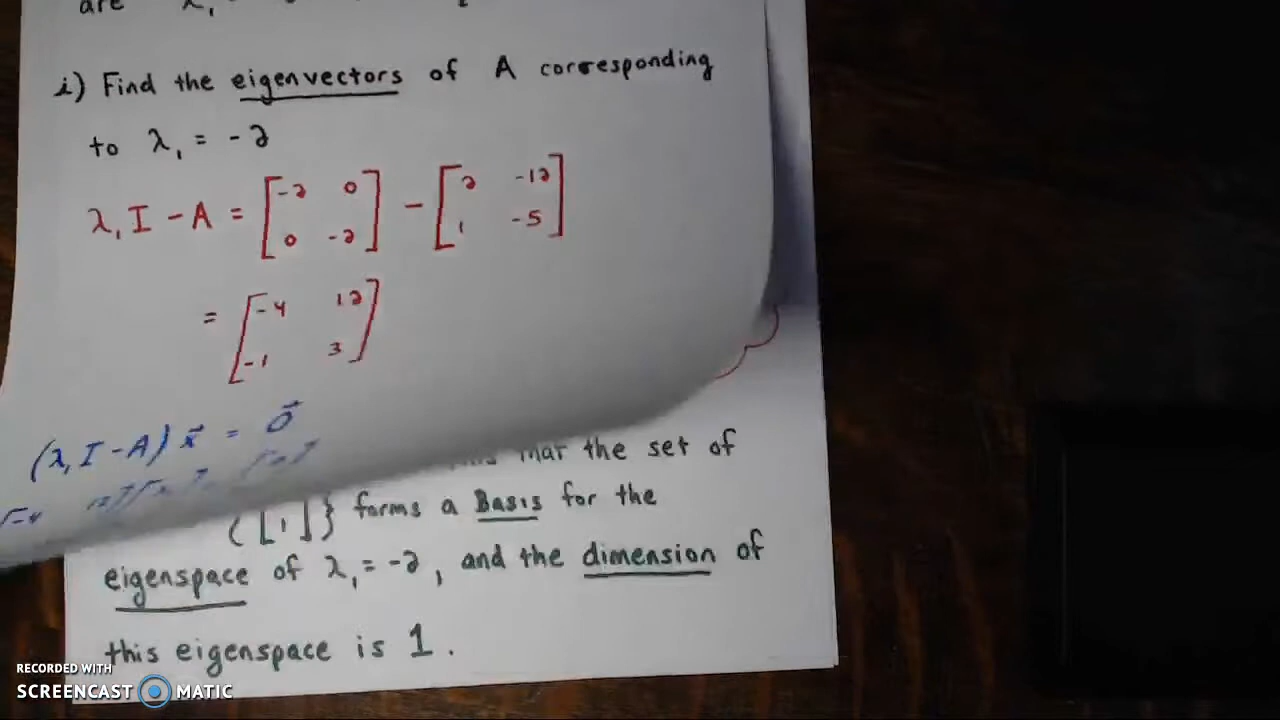 are λ₁
i) Find the eigenvectors of A corresponding
to λ₁ = -2
λ₁I - A = [-2 0; 0 -2] - [2 -12; 1 -5]
= [-4 12; -1 3]
(λ₁I - A) x⃗ = 0⃗
that the set of
forms a Basis for the
eigenspace of λ₁ = -2, and the dimension of
this eigenspace is 1.
RECORDED WITH
SCREENCAST MATIC